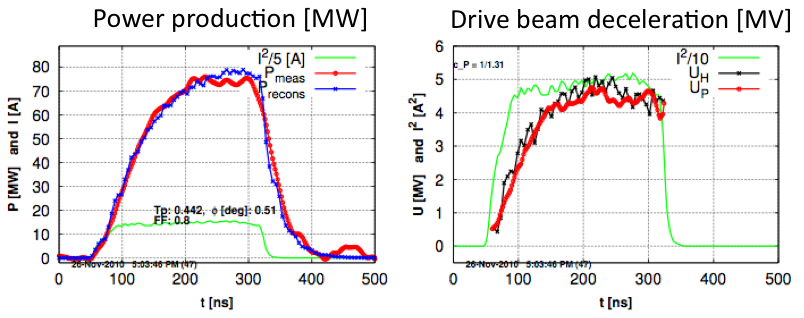 Power production [MW]
Drive beam deceleration [MV]
I²/5 [A]
P meas
P recons
80
70
60
50
40
30
20
10
0
P [MW] and I [A]
Tp: 0.442, ϕ [deg]: 0.51
FF: 0.8
26-Nov-2010 5:03:46 PM (47)
0 100 200 300 400 500
t [ns]
c_P = 1/1.31
I²/10
U_H
U_P
6
5
4
3
2
1
0
U [MV] and I² [A²]
26-Nov-2010 5:03:46 PM (47)
0 100 200 300 400 500
t [ns]